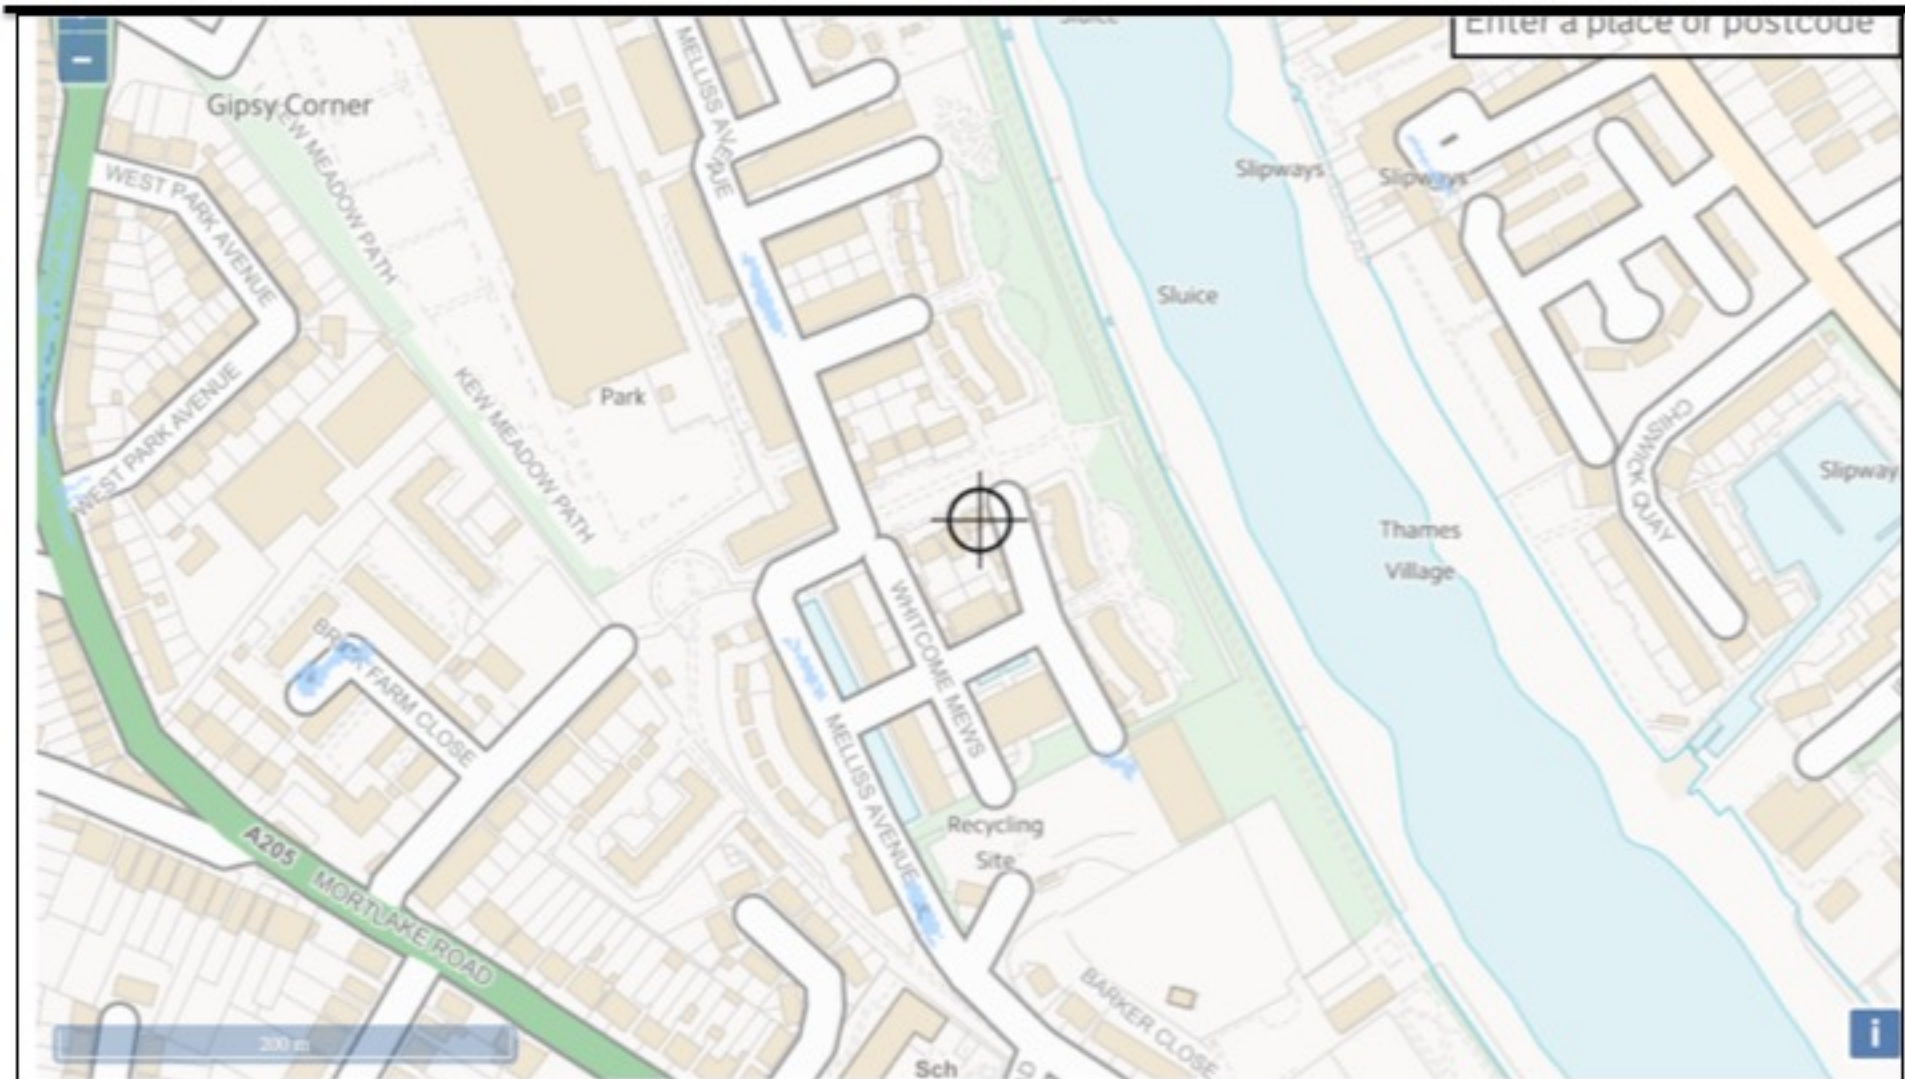 Enter a place or postcode
−
Gipsy Corner
MELLISS AVENUE
KEW MEADOW PATH
WEST PARK AVENUE
Slipways
Slipways
Sluice
WEST PARK AVENUE
KEW MEADOW PATH
Park
CHISWICK QUAY
Slipway
Thames
Village
WHITCOME MEWS
BRICK FARM CLOSE
MELLISS AVENUE
A205
MORTLAKE ROAD
Recycling
Site
BARKER CLOSE
200 m
Sch
i